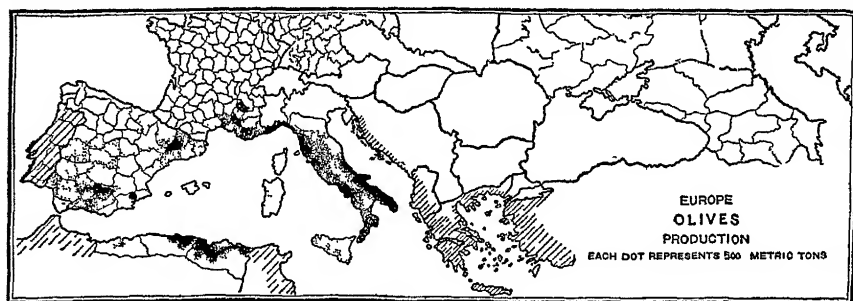 EUROPE
OLIVES
PRODUCTION
EACH DOT REPRESENTS 500 METRIC TONS